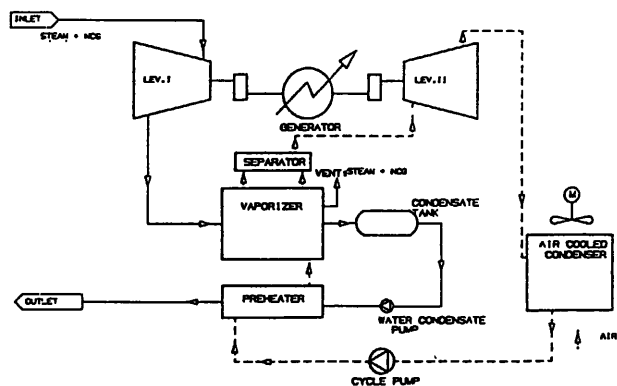 INLET
STEAM + NCG
LEV.I
LEV.II
GENERATOR
SEPARATOR
VENT: STEAM + NCG
VAPORIZER
CONDENSATE
TANK
M
AIR COOLED
CONDENSER
OUTLET
PREHEATER
WATER CONDENSATE
PUMP
AIR
CYCLE PUMP